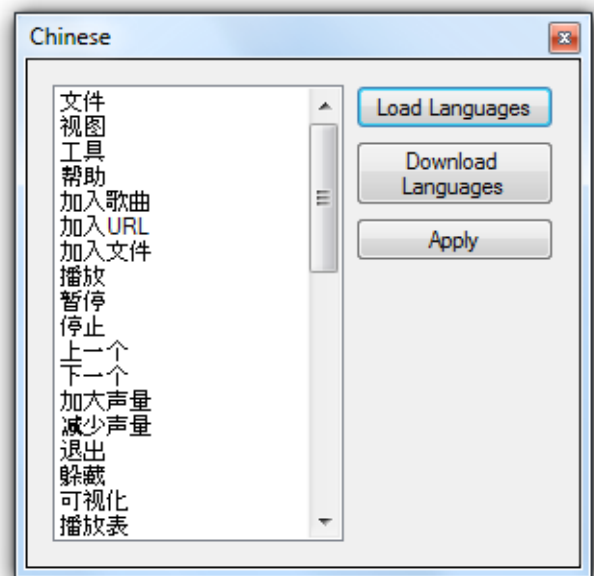 Chinese
文件
视图
工具
帮助
加入歌曲
加入URL
加入文件
播放
暂停
停止
上一个
下一个
加大声量
减少声量
退出
躲藏
可视化
播放表
Load Languages
Download
Languages
Apply